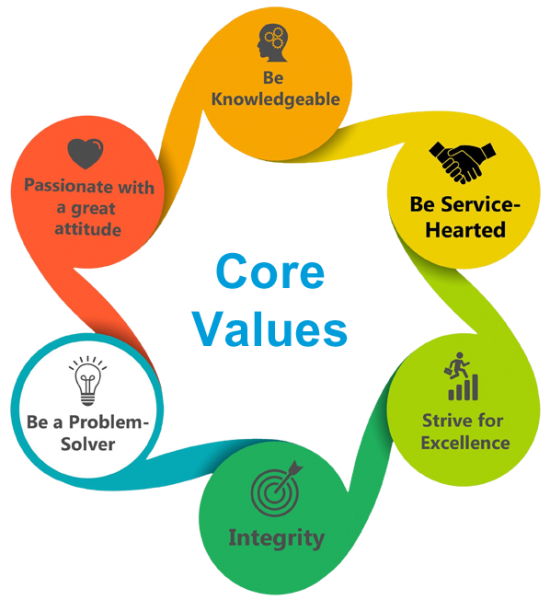 Be
Knowledgeable
Passionate with
a great
attitude
Be Service-
Hearted
Core
Values
Be a Problem-
Solver
Strive for
Excellence
Integrity